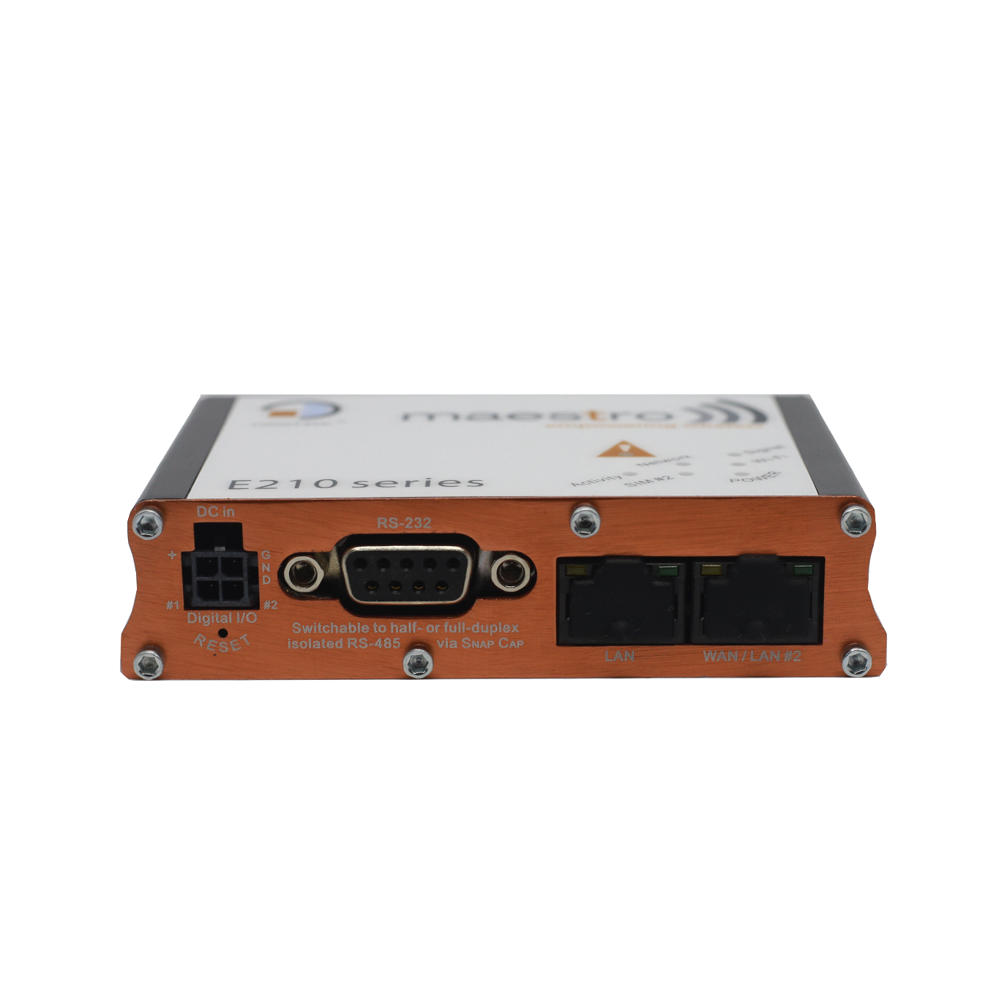 maestro
E210 series
Network
Signal
Wi-Fi
Activity
SIM #2
POWER
DC in
+
GND
#1
#2
Digital I/O
RESET
RS-232
Switchable to half- or full-duplex
isolated RS-485 via SNAP CAP
LAN
WAN / LAN #2